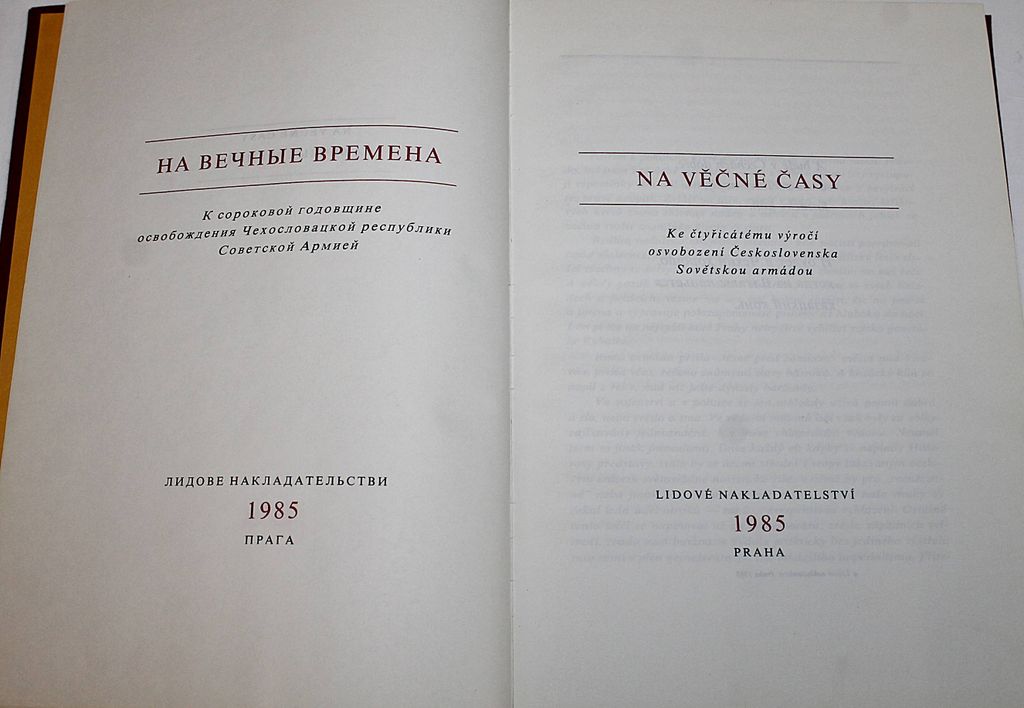 НА ВЕЧНЫЕ ВРЕМЕНА
К сороковой годовщине
освобождения Чехословацкой республики
Советской Армией
ЛИДОВЕ НАКЛАДАТЕЛЬСТВИ
1985
ПРАГА
NA VĚČNÉ ČASY
Ke čtyřicátému výročí
osvobození Československa
Sovětskou armádou
LIDOVÉ NAKLADATELSTVÍ
1985
PRAHA